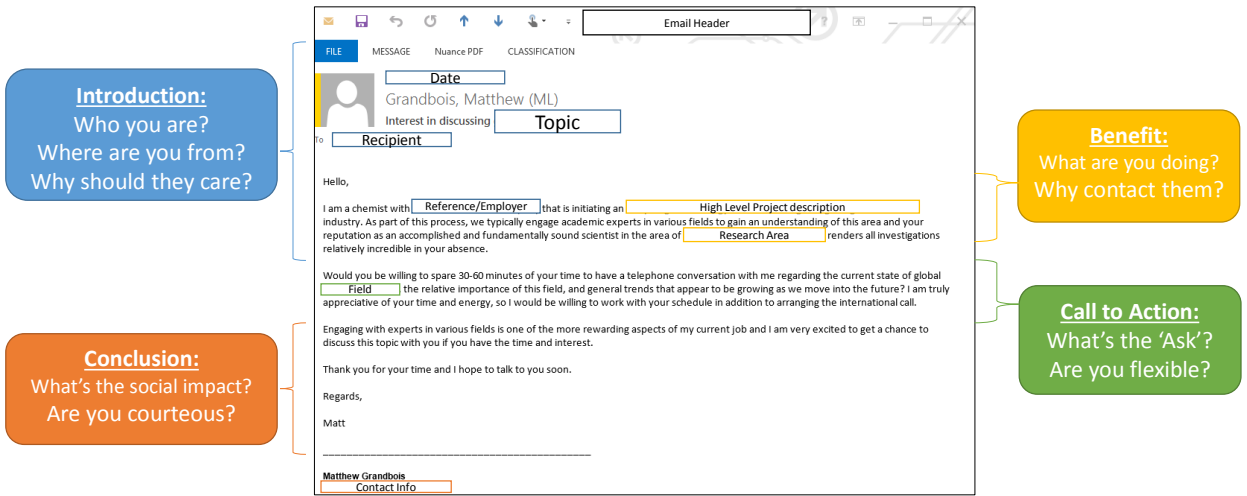 Email Header
FILE MESSAGE Nuance PDF CLASSIFICATION
Date
Grandbois, Matthew (ML)
Interest in discussing Topic
To Recipient
Introduction:
Who you are?
Where are you from?
Why should they care?
Benefit:
What are you doing?
Why contact them?
Hello,
I am a chemist with Reference/Employer that is initiating an High Level Project description
industry. As part of this process, we typically engage academic experts in various fields to gain an understanding of this area and your
reputation as an accomplished and fundamentally sound scientist in the area of Research Area renders all investigations
relatively incredible in your absence.
Would you be willing to spare 30-60 minutes of your time to have a telephone conversation with me regarding the current state of global
Field the relative importance of this field, and general trends that appear to be growing as we move into the future? I am truly
appreciative of your time and energy, so I would be willing to work with your schedule in addition to arranging the international call.
Call to Action:
What's the ‘Ask’?
Are you flexible?
Engaging with experts in various fields is one of the more rewarding aspects of my current job and I am very excited to get a chance to
discuss this topic with you if you have the time and interest.
Conclusion:
What's the social impact?
Are you courteous?
Thank you for your time and I hope to talk to you soon.
Regards,
Matt
Matthew Grandbois
Contact Info